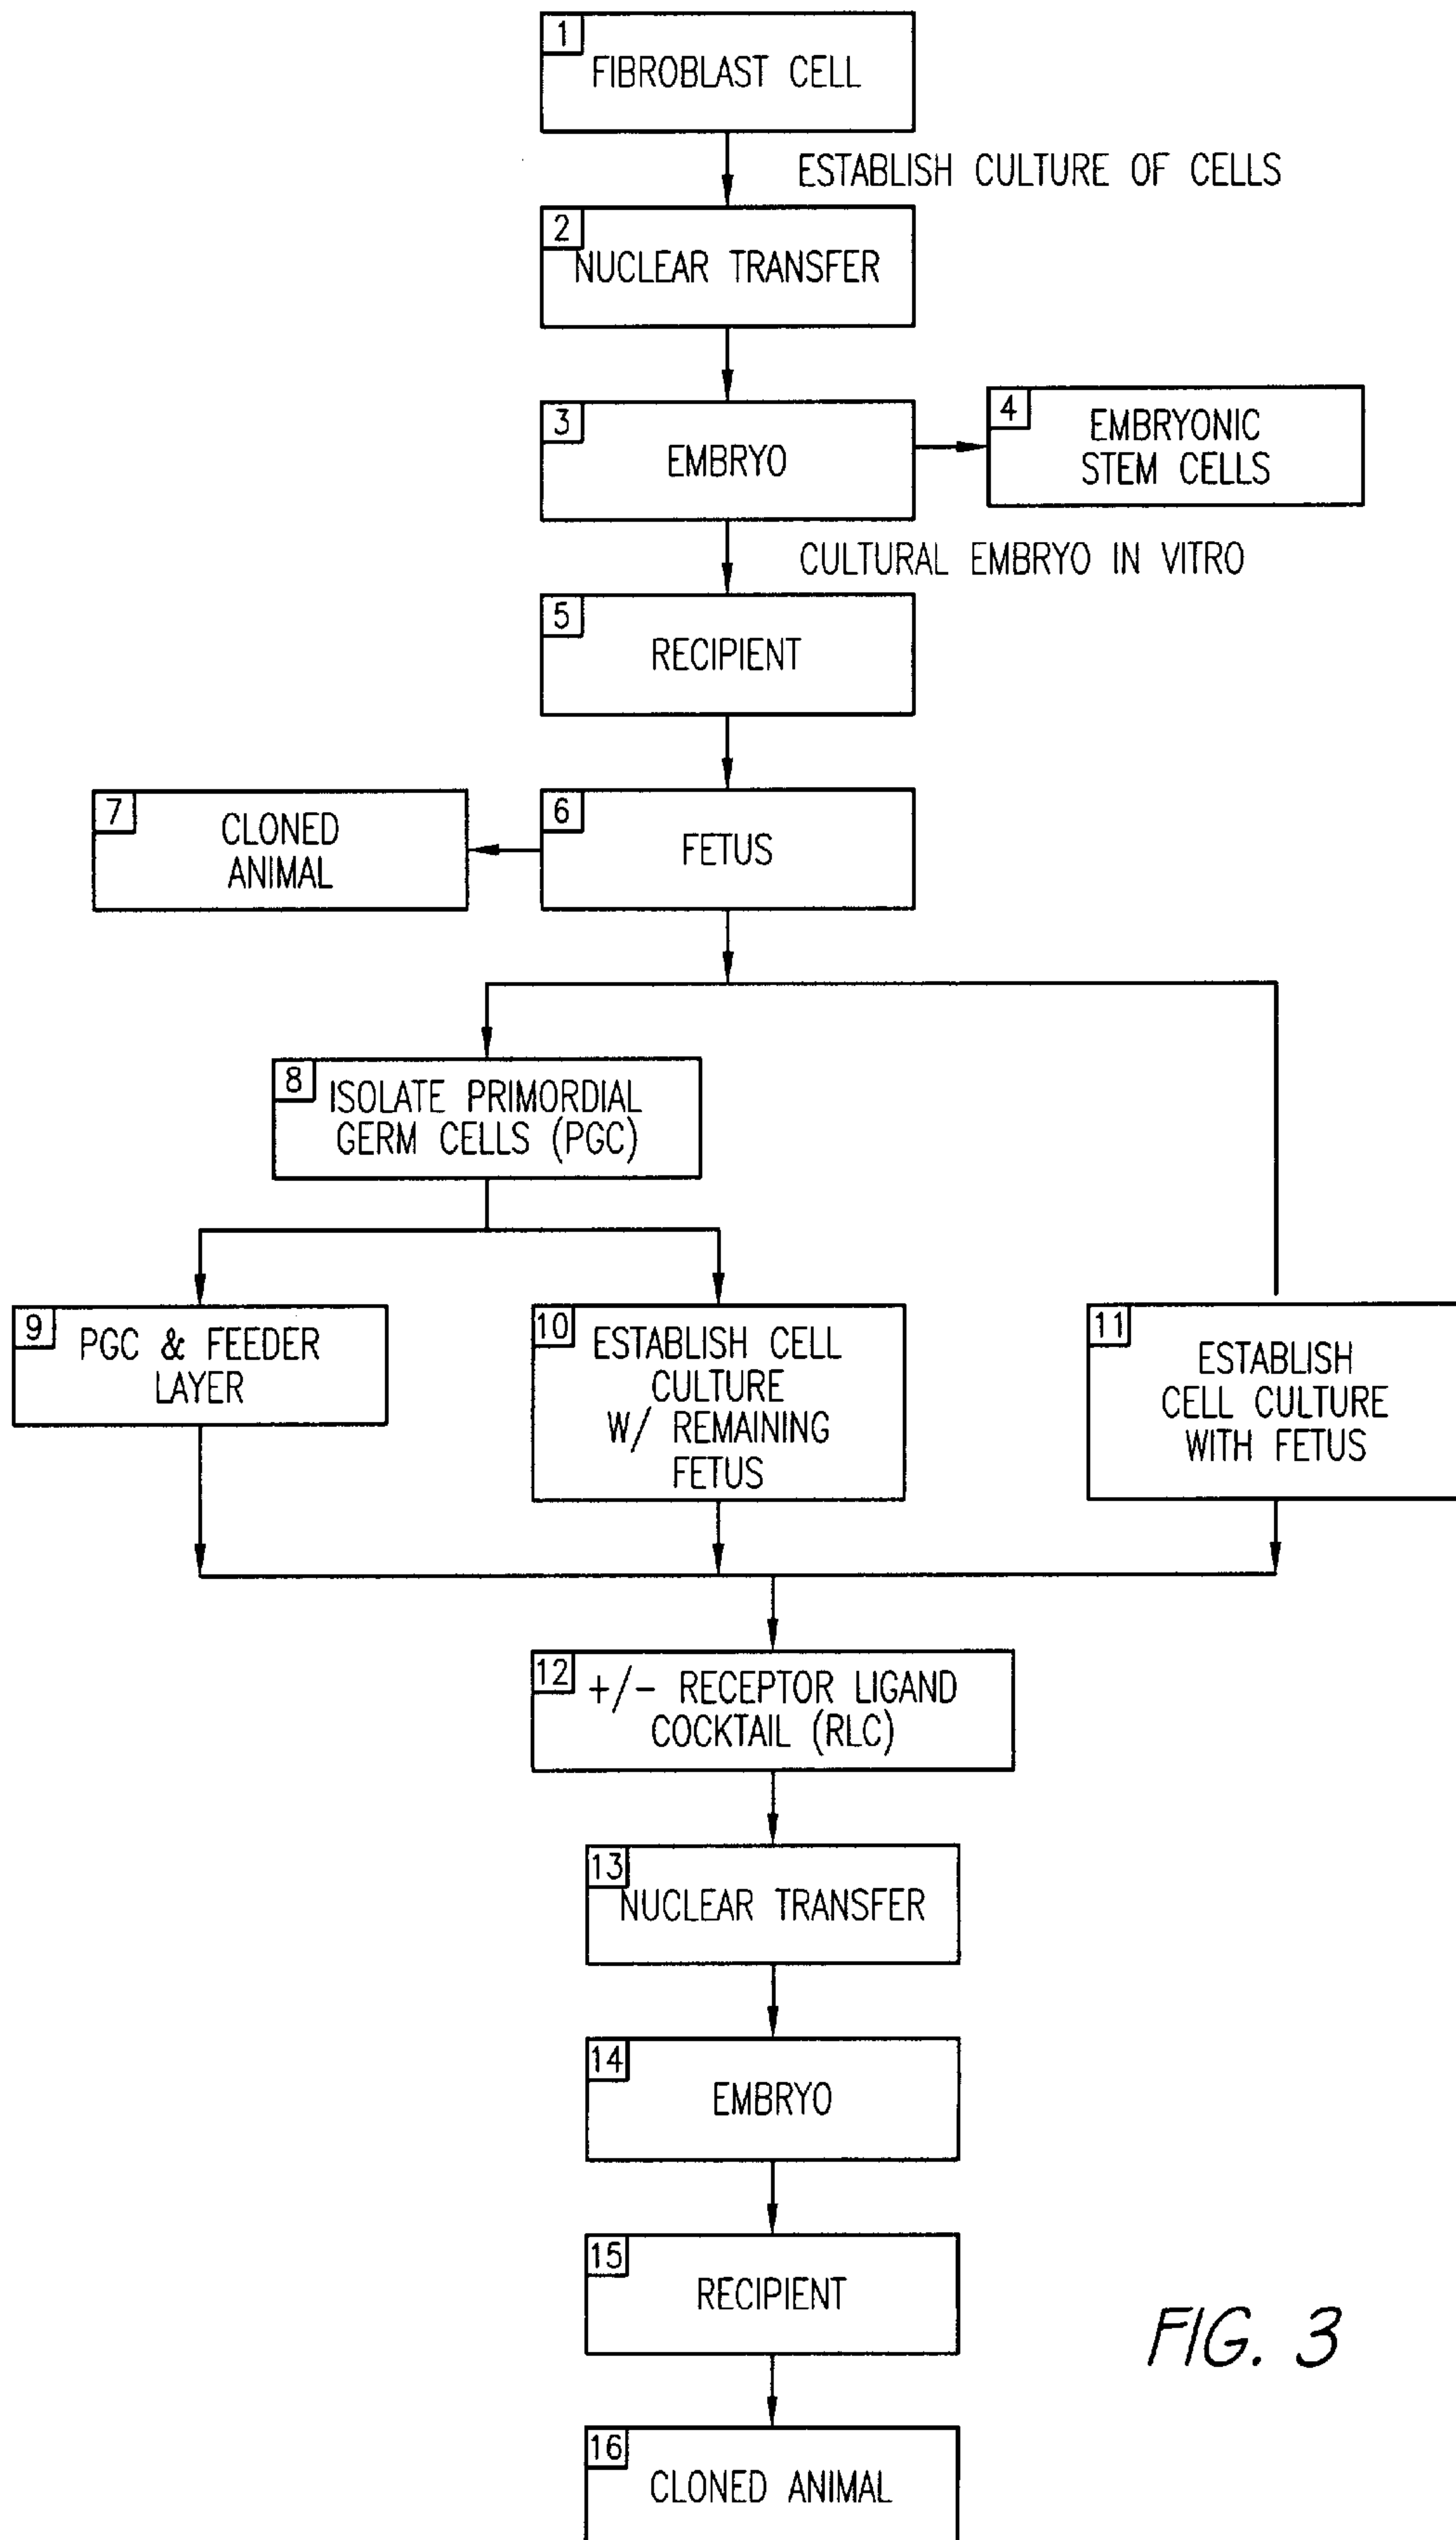 1
FIBROBLAST CELL
ESTABLISH CULTURE OF CELLS
2
NUCLEAR TRANSFER
3
EMBRYO
4
EMBRYONIC
STEM CELLS
CULTURAL EMBRYO IN VITRO
5
RECIPIENT
7
CLONED
ANIMAL
6
FETUS
8
ISOLATE PRIMORDIAL
GERM CELLS (PGC)
9
PGC & FEEDER
LAYER
10
ESTABLISH CELL
CULTURE
W/ REMAINING
FETUS
11
ESTABLISH
CELL CULTURE
WITH FETUS
12
+/- RECEPTOR LIGAND
COCKTAIL (RLC)
13
NUCLEAR TRANSFER
14
EMBRYO
15
RECIPIENT
16
CLONED ANIMAL
FIG. 3